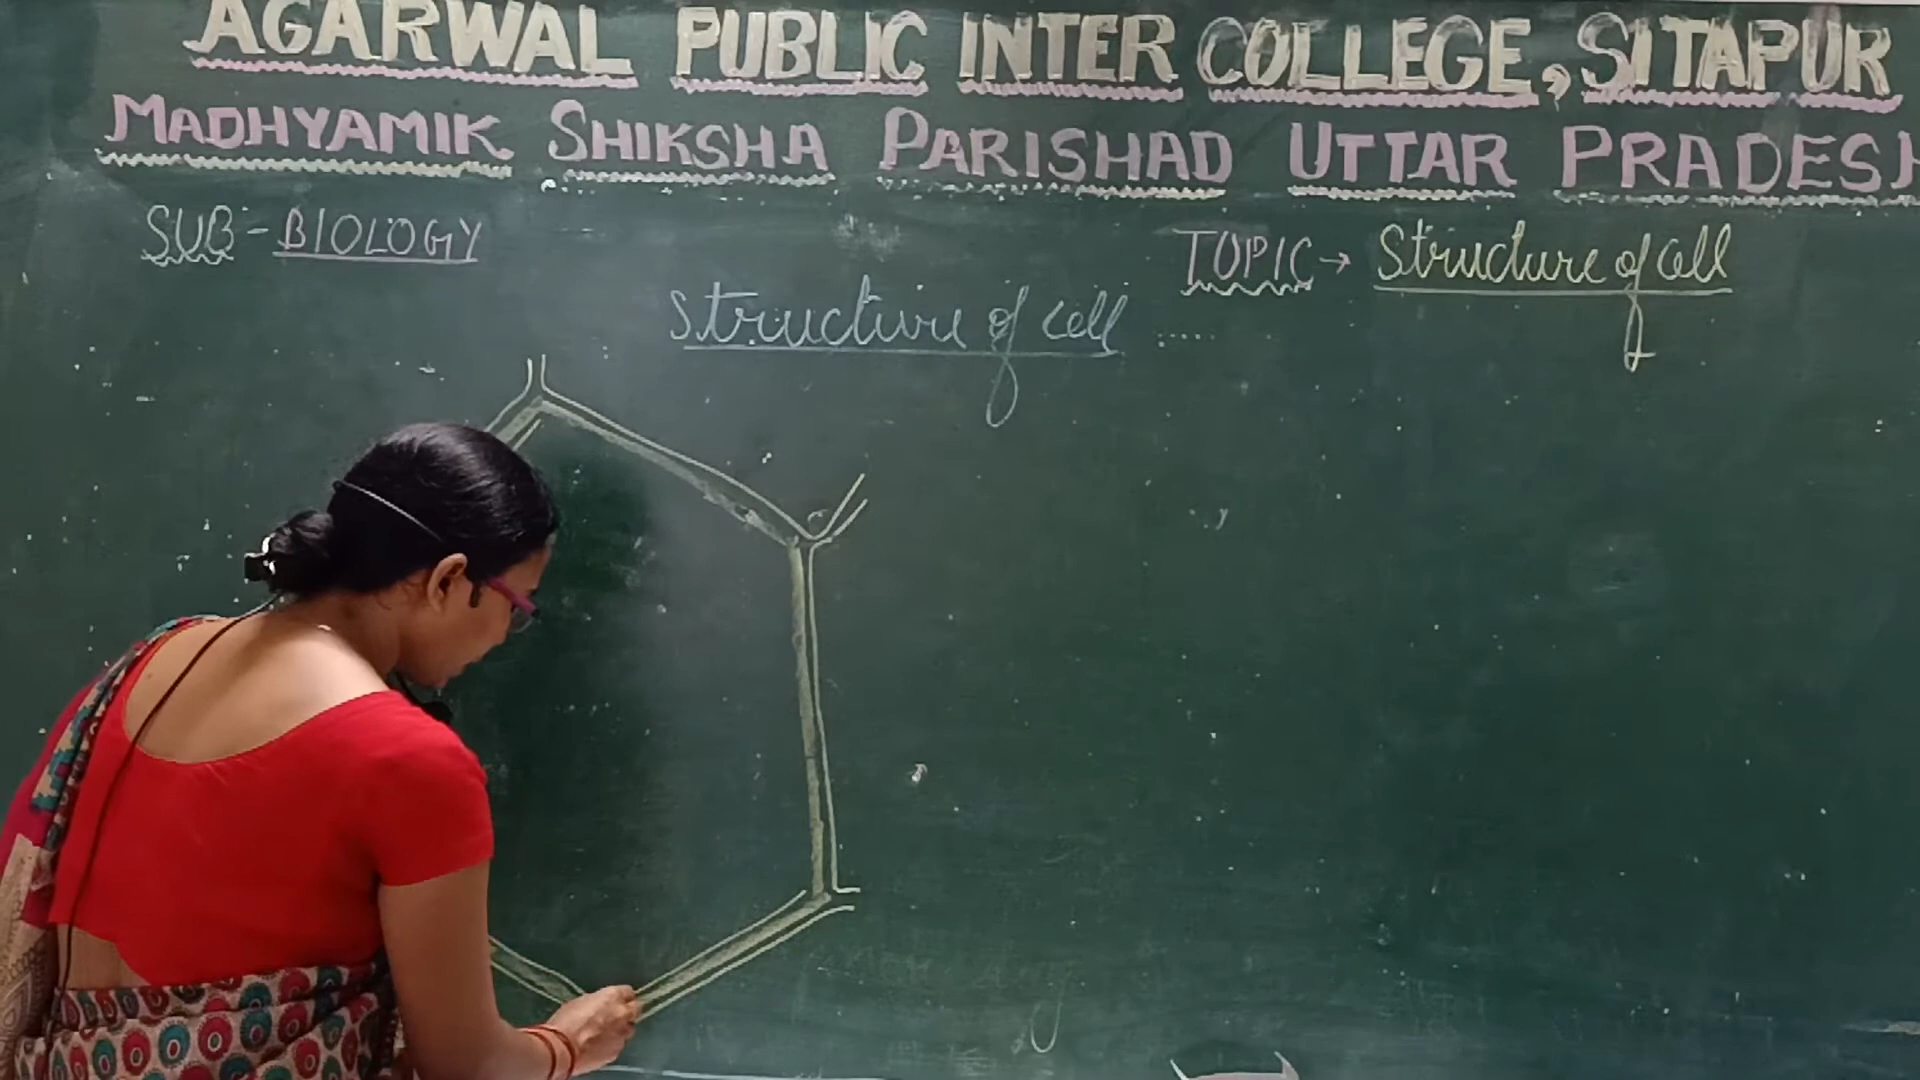 AGARWAL PUBLIC INTER COLLEGE, SITAPUR
MADHYAMIK SHIKSHA PARISHAD UTTAR PRADESH
SUB - BIOLOGY
TOPIC → Structure of Cell
Structure of Cell